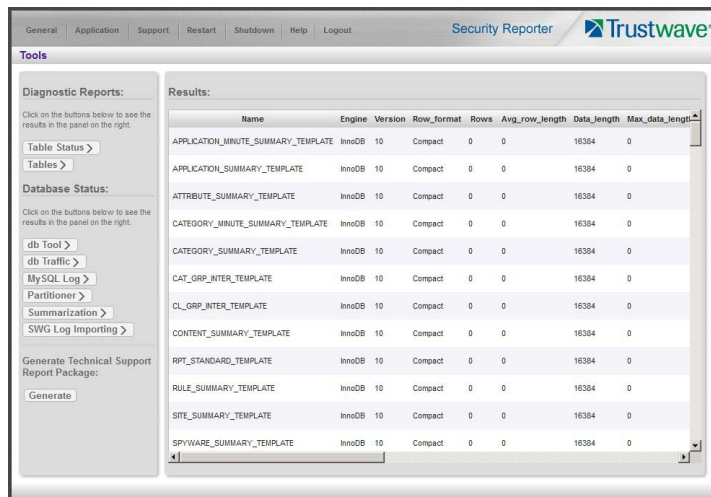 General Application Support Restart Shutdown Help Logout
Security Reporter
Trustwave®
Tools
Diagnostic Reports:
Click on the buttons below to see the
results in the panel on the right.
Table Status >
Tables >
Database Status:
Click on the buttons below to see the
results in the panel on the right.
db Tool >
db Traffic >
MySQL Log >
Partitioner >
Summarization >
SWG Log Importing >
Generate Technical Support
Report Package:
Generate
Results:
Name Engine Version Row_format Rows Avg_row_length Data_length Max_data_length
APPLICATION_MINUTE_SUMMARY_TEMPLATE InnoDB 10 Compact 0 0 16384 0
APPLICATION_SUMMARY_TEMPLATE InnoDB 10 Compact 0 0 16384 0
ATTRIBUTE_SUMMARY_TEMPLATE InnoDB 10 Compact 0 0 16384 0
CATEGORY_MINUTE_SUMMARY_TEMPLATE InnoDB 10 Compact 0 0 16384 0
CATEGORY_SUMMARY_TEMPLATE InnoDB 10 Compact 0 0 16384 0
CAT_GRP_INTER_TEMPLATE InnoDB 10 Compact 0 0 16384 0
CL_GRP_INTER_TEMPLATE InnoDB 10 Compact 0 0 16384 0
CONTENT_SUMMARY_TEMPLATE InnoDB 10 Compact 0 0 16384 0
RPT_STANDARD_TEMPLATE InnoDB 10 Compact 0 0 16384 0
RULE_SUMMARY_TEMPLATE InnoDB 10 Compact 0 0 16384 0
SITE_SUMMARY_TEMPLATE InnoDB 10 Compact 0 0 16384 0
SPYWARE_SUMMARY_TEMPLATE InnoDB 10 Compact 0 0 16384 0